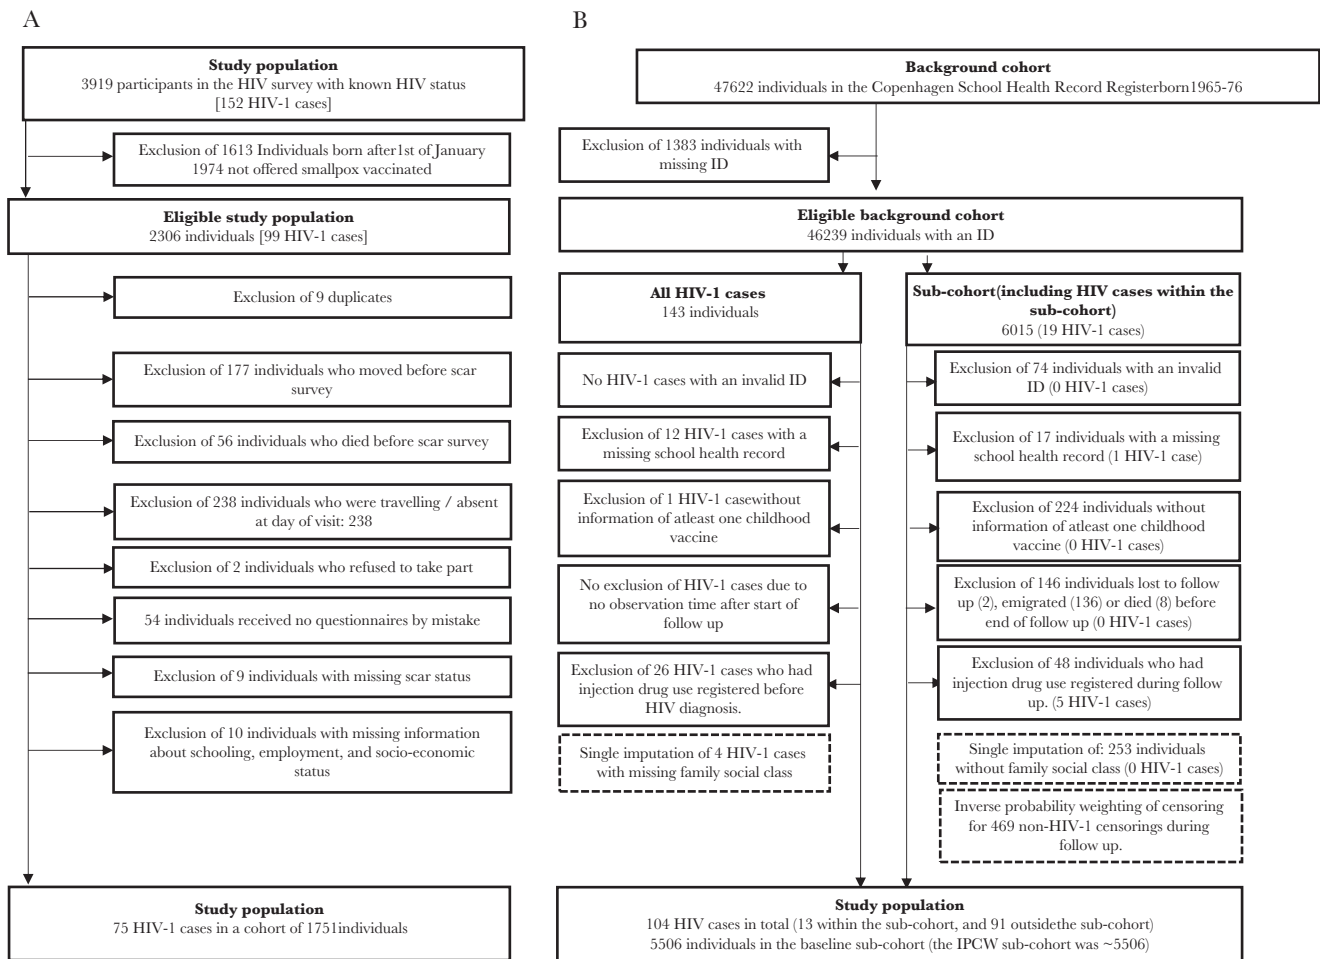 A
Study population
3919 participants in the HIV survey with known HIV status
[152 HIV-1 cases]
Exclusion of 1613 Individuals born after1st of January
1974 not offered smallpox vaccinated
Eligible study population
2306 individuals [99 HIV-1 cases]
Exclusion of 9 duplicates
Exclusion of 177 individuals who moved before scar
survey
Exclusion of 56 individuals who died before scar survey
Exclusion of 238 individuals who were travelling / absent
at day of visit: 238
Exclusion of 2 individuals who refused to take part
54 individuals received no questionnaires by mistake
Exclusion of 9 individuals with missing scar status
Exclusion of 10 individuals with missing information
about schooling, employment, and socio-economic
status
Study population
75 HIV-1 cases in a cohort of 1751individuals
B
Background cohort
47622 individuals in the Copenhagen School Health Record Registerborn1965-76
Exclusion of 1383 individuals with
missing ID
Eligible background cohort
46239 individuals with an ID
All HIV-1 cases
143 individuals
No HIV-1 cases with an invalid ID
Exclusion of 12 HIV-1 cases with a
missing school health record
Exclusion of 1 HIV-1 casewithout
information of atleast one childhood
vaccine
No exclusion of HIV-1 cases due to
no observation time after start of
follow up
Exclusion of 26 HIV-1 cases who had
injection drug use registered before
HIV diagnosis.
Single imputation of 4 HIV-1 cases
with missing family social class
Sub-cohort(including HIV cases within the
sub-cohort)
6015 (19 HIV-1 cases)
Exclusion of 74 individuals with an invalid
ID (0 HIV-1 cases)
Exclusion of 17 individuals with a missing
school health record (1 HIV-1 case)
Exclusion of 224 individuals without
information of atleast one childhood
vaccine (0 HIV-1 cases)
Exclusion of 146 individuals lost to follow
up (2), emigrated (136) or died (8) before
end of follow up (0 HIV-1 cases)
Exclusion of 48 individuals who had
injection drug use registered during follow
up. (5 HIV-1 cases)
Single imputation of: 253 individuals
without family social class (0 HIV-1 cases)
Inverse probability weighting of censoring
for 469 non-HIV-1 censorings during
follow up.
Study population
104 HIV cases in total (13 within the sub-cohort, and 91 outsidethe sub-cohort)
5506 individuals in the baseline sub-cohort (the IPCW sub-cohort was ~5506)